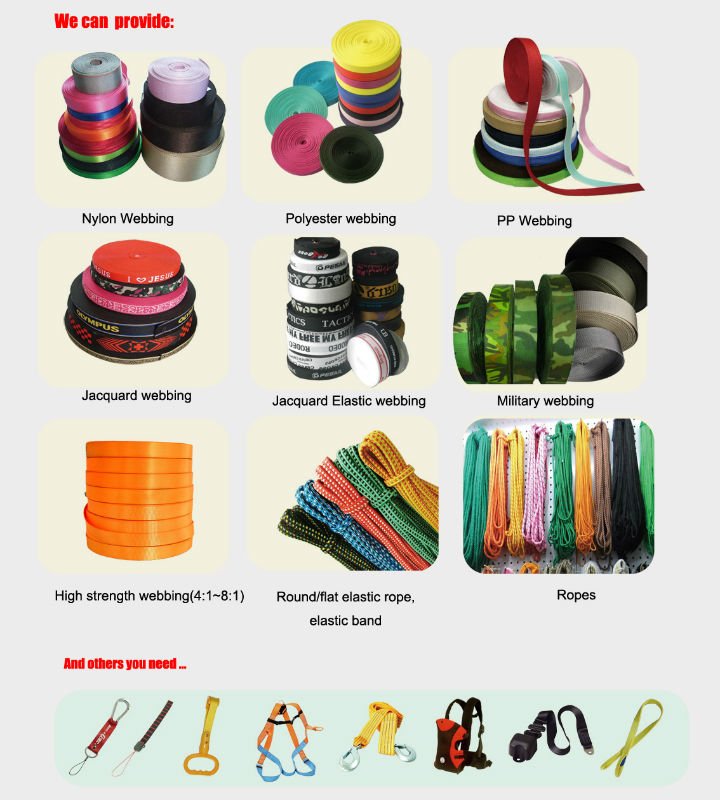 We can provide:
Nylon Webbing
Polyester webbing
PP Webbing
I ♡ JESUS
OLYMPUS
TACTICS
RODEO
Jacquard webbing
Jacquard Elastic webbing
Military webbing
High strength webbing(4:1~8:1)
Round/flat elastic rope,
elastic band
Ropes
And others you need ...